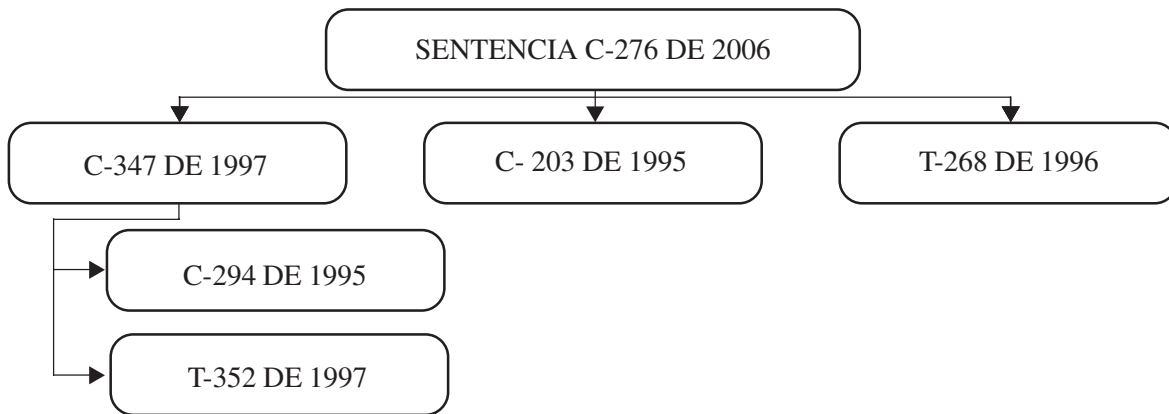 SENTENCIA C-276 DE 2006
C-347 DE 1997
C- 203 DE 1995
T-268 DE 1996
C-294 DE 1995
T-352 DE 1997